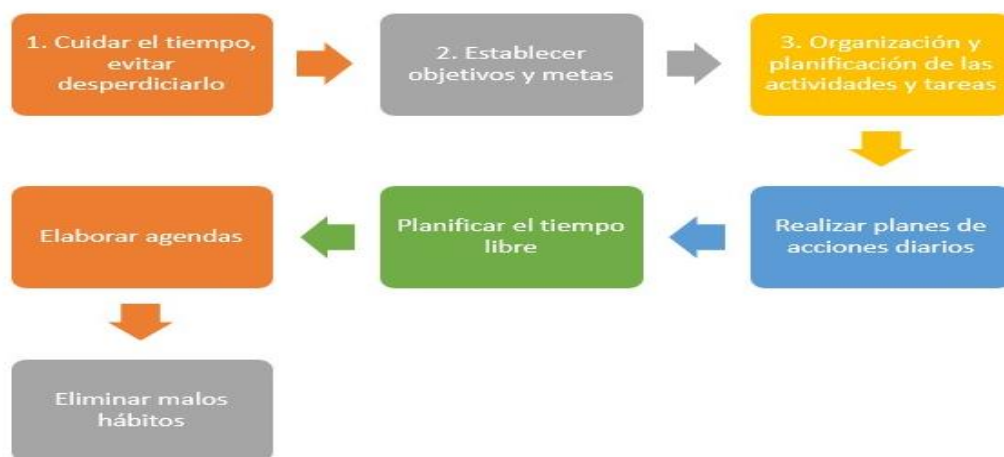 1. Cuidar el tiempo,
evitar
desperdiciarlo
2. Establecer
objetivos y metas
3. Organización y
planificación de las
actividades y tareas
Realizar planes de
acciones diarios
Planificar el tiempo
libre
Elaborar agendas
Eliminar malos
hábitos